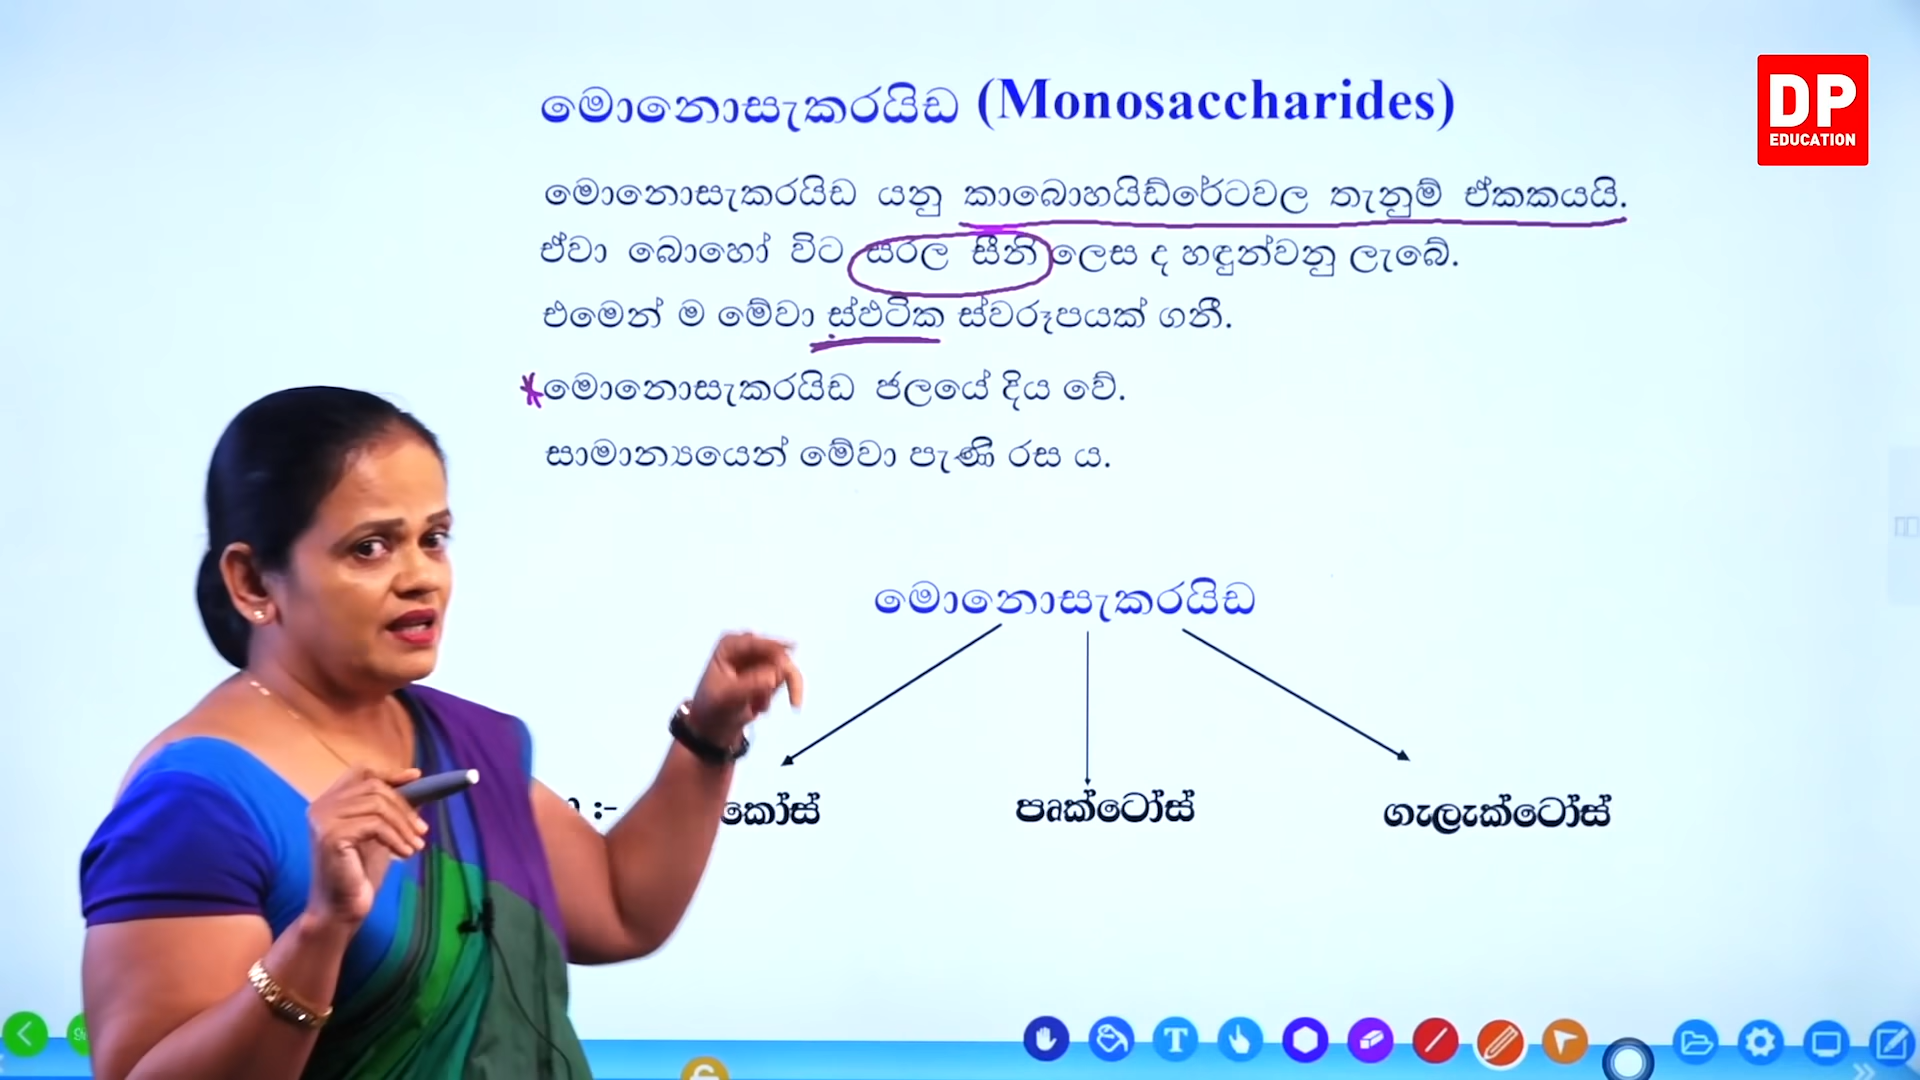 මොනොසැකරයිඩ (Monosaccharides)
DP
EDUCATION
මොනොසැකරයිඩ යනු කාබොහයිඩ්රේටවල තැනුම් ඒකකයයි.
ඒවා බොහෝ විට සරල සීනි ලෙස ද හඳුන්වනු ලැබේ.
එමෙන් ම මේවා ස්ඵටික ස්වරූපයක් ගනී.
*මොනොසැකරයිඩ ජලයේ දිය වේ.
සාමාන්‍යයෙන් මේවා පැණි රස ය.
මොනොසැකරයිඩ
:- කෝස් පෘක්ටෝස් ගැලැක්ටෝස්